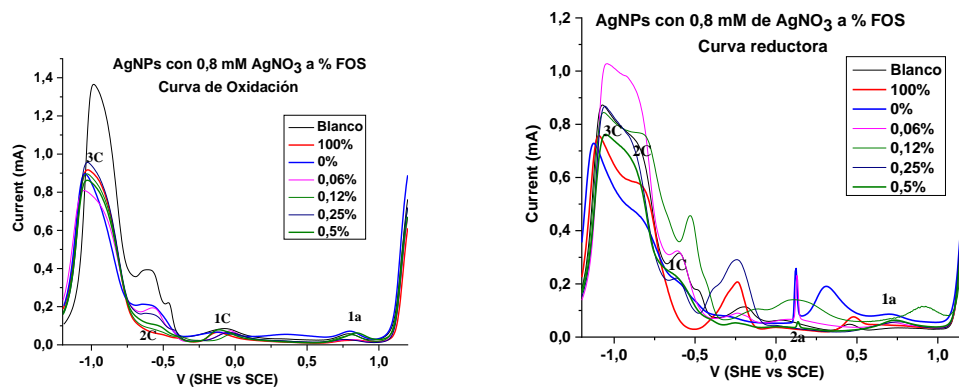 AgNPs con 0,8 mM AgNO3 a % FOS
Curva de Oxidación
Current (mA)
1,4
1,2
1,0
0,8
0,6
0,4
0,2
0,0
Blanco
100%
0%
0,06%
0,12%
0,25%
0,5%
3C
2C
1C
1a
-1,0
-0,5
0,0
0,5
1,0
V (SHE vs SCE)
AgNPs con 0,8 mM de AgNO3 a % FOS
Curva reductora
Current (mA)
1,2
1,0
0,8
0,6
0,4
0,2
0,0
Blanco
100%
0%
0,06%
0,12%
0,25%
0,5%
3C
2C
1C
1a
2a
-1,0
-0,5
0,0
0,5
1,0
V (SHE vs SCE)